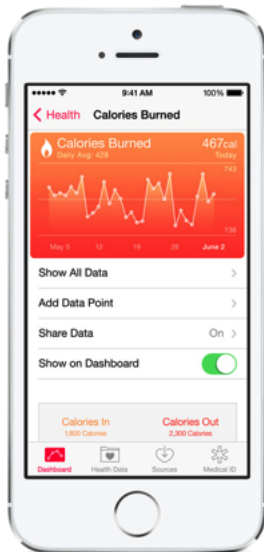 9:41 AM
100%
Health
Calories Burned
Calories Burned
467cal
Daily Avg: 428
Today
743
136
May 5
12
19
26
June 2
Show All Data
Add Data Point
Share Data
On
Show on Dashboard
Calories In
Calories Out
1,800 Calories
2,300 Calories
Dashboard
Health Data
Sources
Medical ID